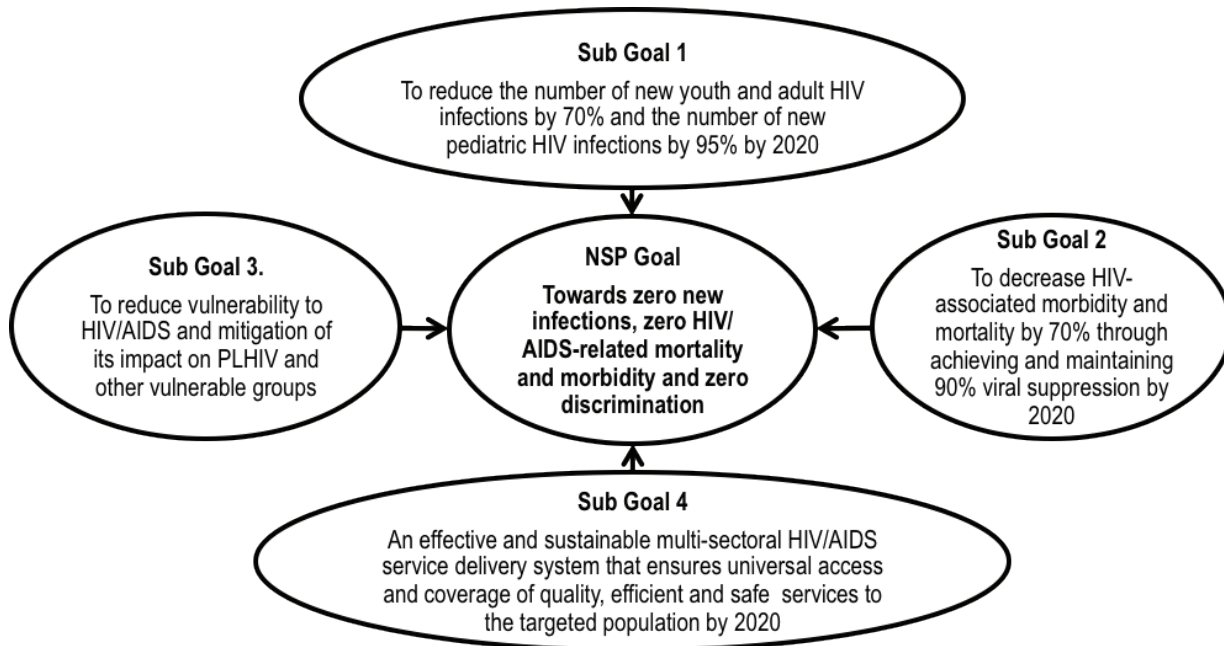 Sub Goal 1
To reduce the number of new youth and adult HIV
infections by 70% and the number of new
pediatric HIV infections by 95% by 2020
Sub Goal 3.
To reduce vulnerability to
HIV/AIDS and mitigation of
its impact on PLHIV and
other vulnerable groups
NSP Goal
Towards zero new
infections, zero HIV/
AIDS-related mortality
and morbidity and zero
discrimination
Sub Goal 2
To decrease HIV-
associated morbidity and
mortality by 70% through
achieving and maintaining
90% viral suppression by
2020
Sub Goal 4
An effective and sustainable multi-sectoral HIV/AIDS
service delivery system that ensures universal access
and coverage of quality, efficient and safe services to
the targeted population by 2020